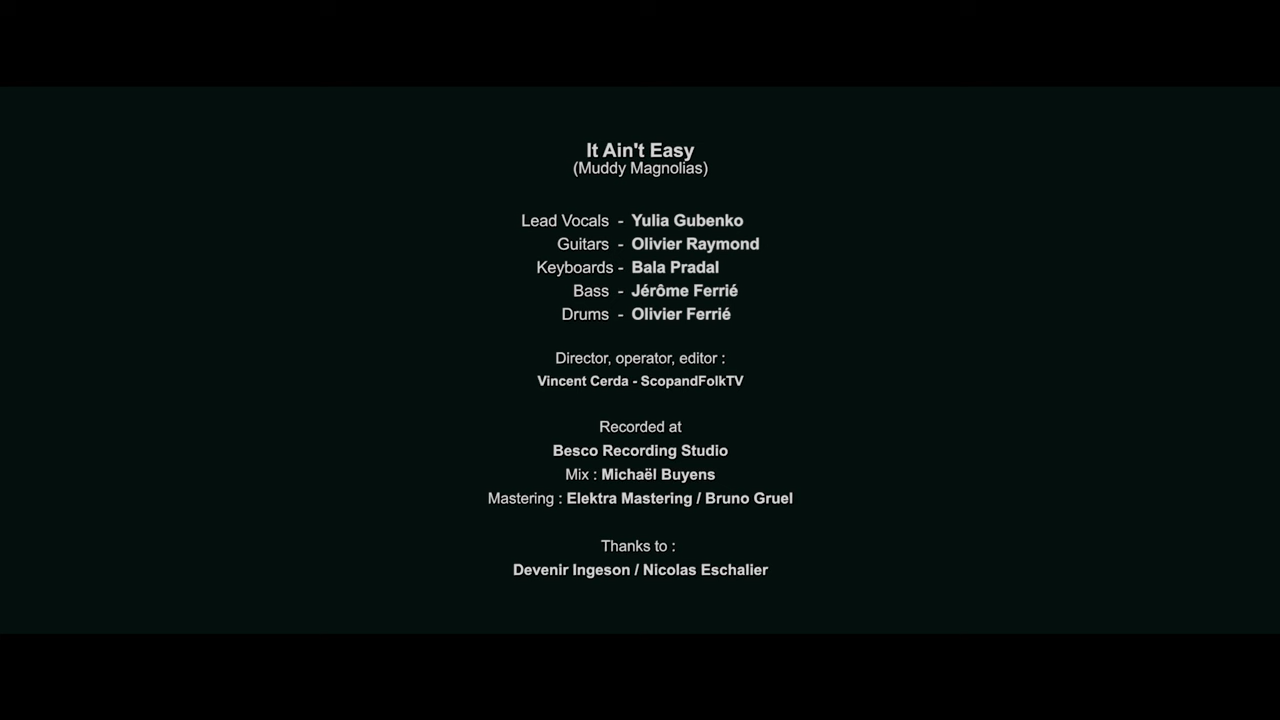 It Ain't Easy
(Muddy Magnolias)
Lead Vocals - Yulia Gubenko
Guitars - Olivier Raymond
Keyboards - Bala Pradal
Bass - Jérôme Ferrié
Drums - Olivier Ferrié
Director, operator, editor :
Vincent Cerda - ScopandFolkTV
Recorded at
Besco Recording Studio
Mix : Michaël Buyens
Mastering : Elektra Mastering / Bruno Gruel
Thanks to :
Devenir Ingeson / Nicolas Eschalier